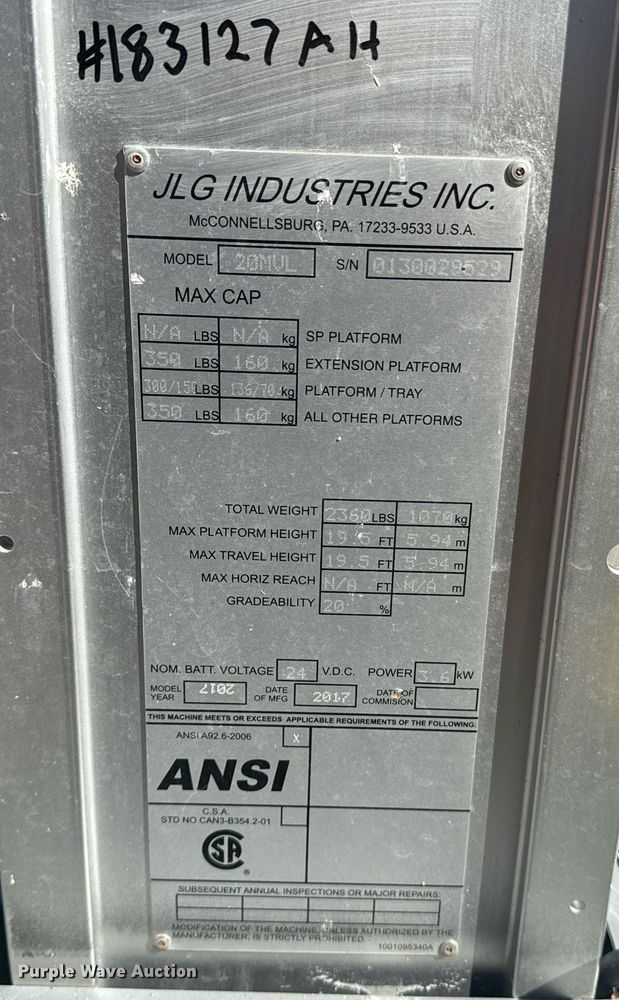 #183127AH
JLG INDUSTRIES INC.
McCONNELLSBURG, PA. 17233-9533 U.S.A.
MODEL 20MVL S/N 0130029529
MAX CAP
N/A LBS N/A kg SP PLATFORM
350 LBS 160 kg EXTENSION PLATFORM
300/150 LBS 136/70 kg PLATFORM / TRAY
350 LBS 160 kg ALL OTHER PLATFORMS
TOTAL WEIGHT 2360 LBS 1070 kg
MAX PLATFORM HEIGHT 19.5 FT 5.94 m
MAX TRAVEL HEIGHT 19.5 FT 5.94 m
MAX HORIZ REACH N/A FT N/A m
GRADEABILITY 20 %
NOM. BATT. VOLTAGE 24 V.D.C. POWER 3.6 kW
MODEL YEAR 2017 DATE OF MFG 2017 DATE OF COMMISION
THIS MACHINE MEETS OR EXCEEDS APPLICABLE REQUIREMENTS OF THE FOLLOWING:
ANSI A92.6-2006 X
ANSI
C.S.A.
STD NO CAN3-B354.2-01
SA ®
SUBSEQUENT ANNUAL INSPECTIONS OR MAJOR REPAIRS:
MODIFICATION OF THE MACHINE, UNLESS AUTHORIZED BY THE
MANUFACTURER, IS STRICTLY PROHIBITED.
1001095340A
Purple Wave Auction